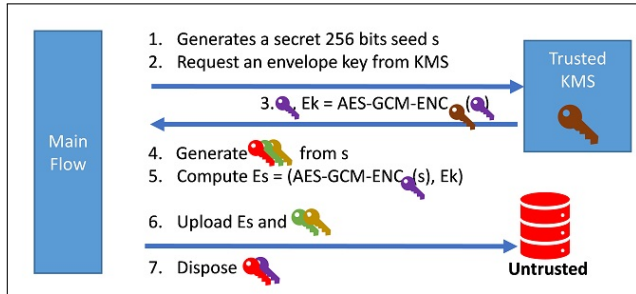 1. Generates a secret 256 bits seed s
2. Request an envelope key from KMS
Trusted
KMS
3. , Ek = AES-GCM-ENC ( )
Main
Flow
4. Generate from s
5. Compute Es = (AES-GCM-ENC (s), Ek)
6. Upload Es and
7. Dispose
Untrusted